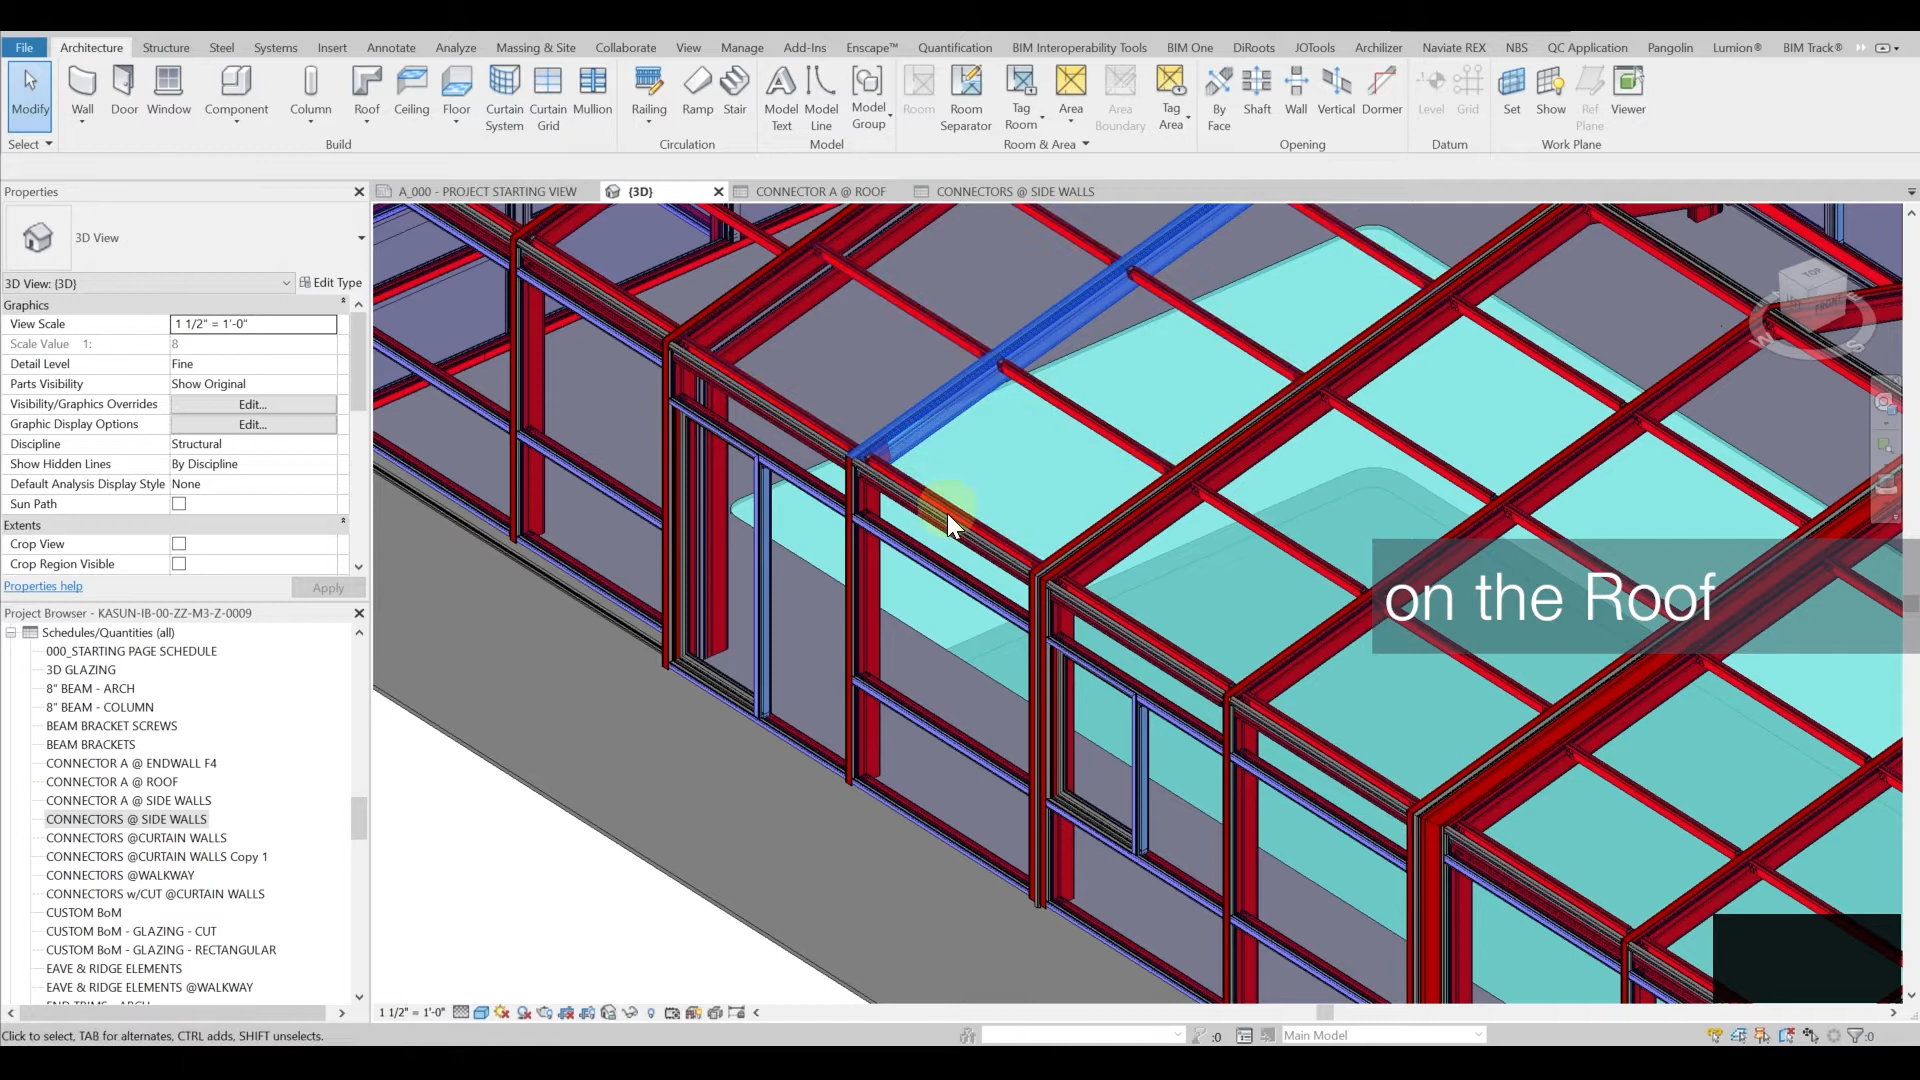 File Architecture Structure Steel Systems Insert Annotate Analyze Massing & Site Collaborate View Manage Add-Ins Enscape™ Quantification BIM Interoperability Tools BIM One DiRoots JOTools Archilizer Naviate REX NBS QC Application Pangolin Lumion® BIM Track®
Modify Wall Door Window Component Column Roof Ceiling Floor Curtain System Curtain Grid Mullion Railing Ramp Stair Model Text Model Line Model Group Room Room Separator Tag Room Area Area Boundary Tag Area By Face Shaft Wall Vertical Dormer Level Grid Set Show Ref Plane Viewer
Select Build Circulation Model Room & Area Opening Datum Work Plane
Properties
A_000 - PROJECT STARTING VIEW {3D} CONNECTOR A @ ROOF CONNECTORS @ SIDE WALLS
3D View
3D View: {3D} Edit Type
Graphics
View Scale 1 1/2" = 1'-0"
Scale Value 1: 8
Detail Level Fine
Parts Visibility Show Original
Visibility/Graphics Overrides Edit...
Graphic Display Options Edit...
Discipline Structural
Show Hidden Lines By Discipline
Default Analysis Display Style None
Sun Path
Extents
Crop View
Crop Region Visible
Properties help Apply
Project Browser - KASUN-IB-00-ZZ-M3-Z-0009
Schedules/Quantities (all)
000_STARTING PAGE SCHEDULE
3D GLAZING
8" BEAM - ARCH
8" BEAM - COLUMN
BEAM BRACKET SCREWS
BEAM BRACKETS
CONNECTOR A @ ENDWALL F4
CONNECTOR A @ ROOF
CONNECTOR A @ SIDE WALLS
CONNECTORS @ SIDE WALLS
CONNECTORS @CURTAIN WALLS
CONNECTORS @CURTAIN WALLS Copy 1
CONNECTORS @WALKWAY
CONNECTORS w/CUT @CURTAIN WALLS
CUSTOM BoM
CUSTOM BoM - GLAZING - CUT
CUSTOM BoM - GLAZING - RECTANGULAR
EAVE & RIDGE ELEMENTS
EAVE & RIDGE ELEMENTS @WALKWAY
END TRIMS - ARCH
TOP
FRONT
W
S
on the Roof
1 1/2" = 1'-0"
Click to select, TAB for alternates, CTRL adds, SHIFT unselects. :0 Main Model :0